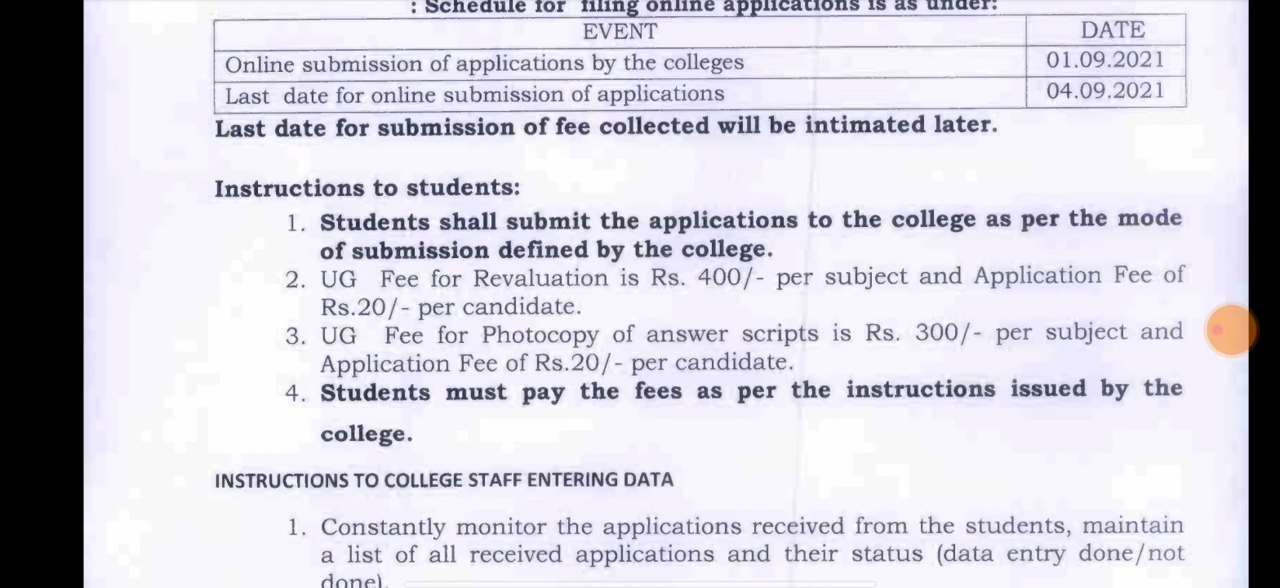 : Schedule for filing online applications is as under:
EVENT DATE
Online submission of applications by the colleges 01.09.2021
Last date for online submission of applications 04.09.2021
Last date for submission of fee collected will be intimated later.
Instructions to students:
1. Students shall submit the applications to the college as per the mode
of submission defined by the college.
2. UG Fee for Revaluation is Rs. 400/- per subject and Application Fee of
Rs.20/- per candidate.
3. UG Fee for Photocopy of answer scripts is Rs. 300/- per subject and
Application Fee of Rs.20/- per candidate.
4. Students must pay the fees as per the instructions issued by the
college.
INSTRUCTIONS TO COLLEGE STAFF ENTERING DATA
1. Constantly monitor the applications received from the students, maintain
a list of all received applications and their status (data entry done/not
done).